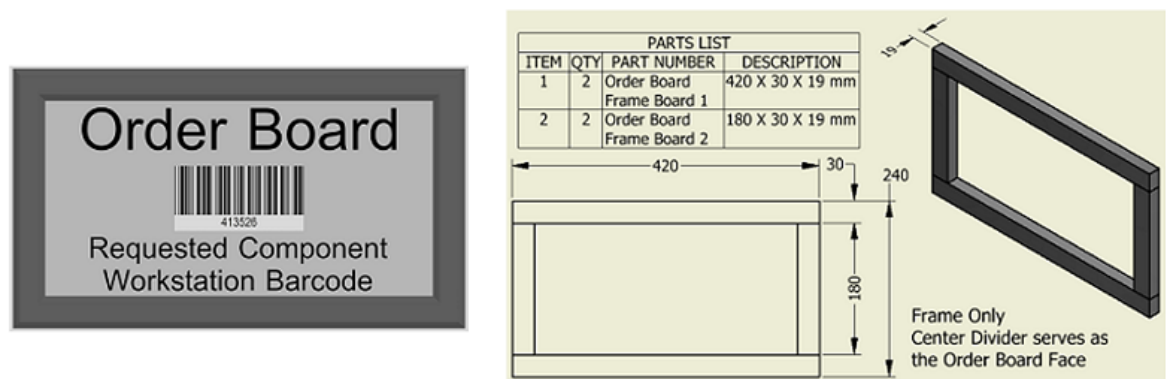 Order Board
413526
Requested Component
Workstation Barcode
PARTS LIST
ITEM QTY PART NUMBER DESCRIPTION
1 2 Order Board 420 X 30 X 19 mm
Frame Board 1
2 2 Order Board 180 X 30 X 19 mm
Frame Board 2
420
30
240
180
19
Frame Only
Center Divider serves as
the Order Board Face